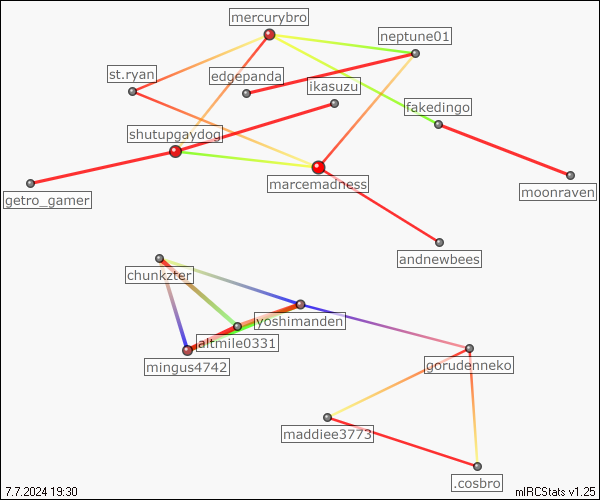 mercurybro
neptune01
st.ryan
edgepanda
ikasuzu
fakedingo
shutupgaydog
marcemadness
moonraven
getro_gamer
andnewbees
chunkzter
yoshimanden
altmile0331
mingus4742
gorudenneko
maddiee3773
.cosbro
7.7.2024 19:30
mIRCStats v1.25